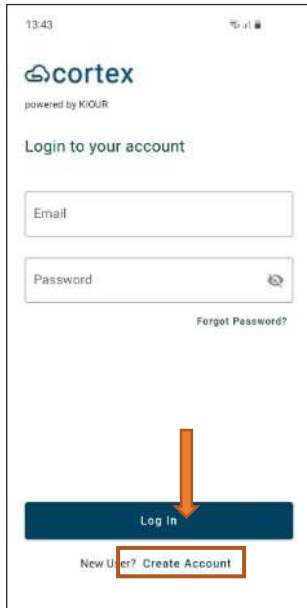 13:43
cortex
powered by KIOUR
Login to your account
Email
Password
Forgot Password?
Log In
New User? Create Account